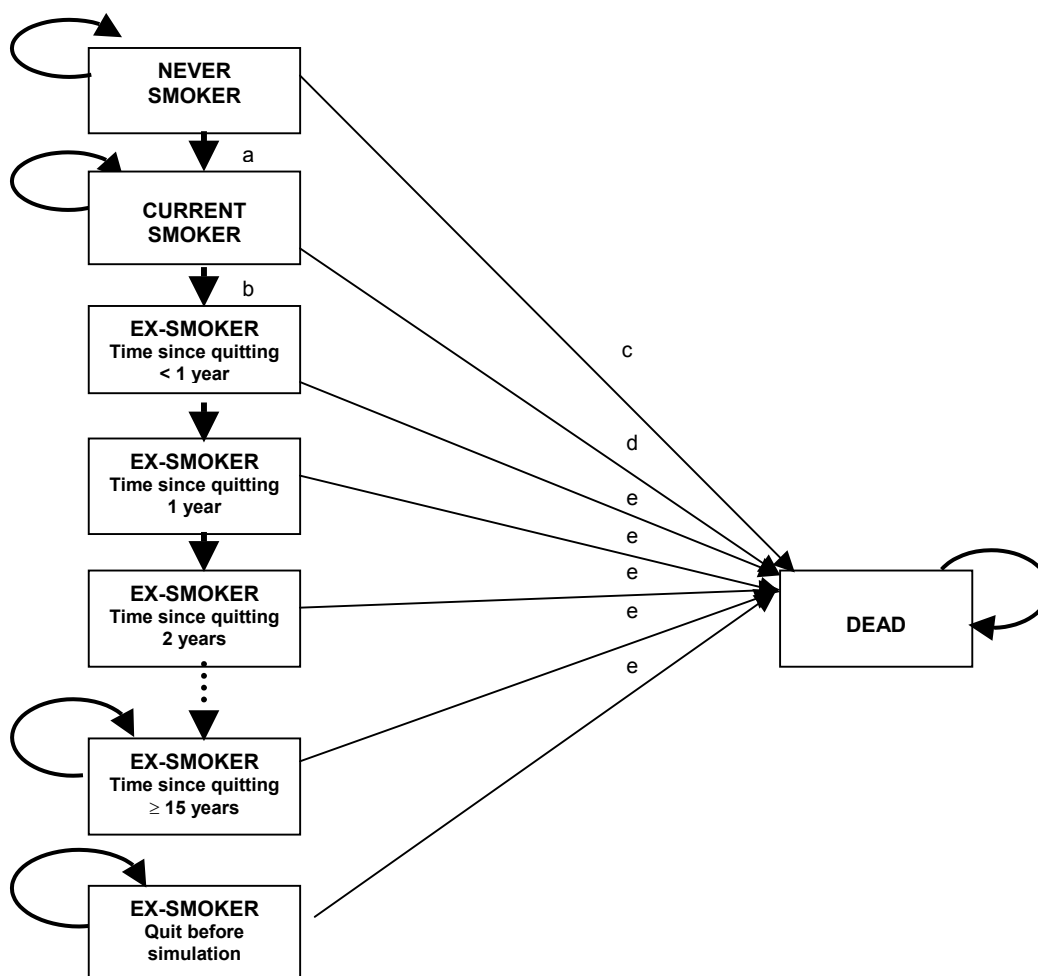 NEVER
SMOKER
a
CURRENT
SMOKER
b
EX-SMOKER
Time since quitting
< 1 year
c
d
EX-SMOKER
Time since quitting
1 year
e
e
EX-SMOKER
Time since quitting
2 years
e
e
e
DEAD
EX-SMOKER
Time since quitting
≥ 15 years
EX-SMOKER
Quit before
simulation